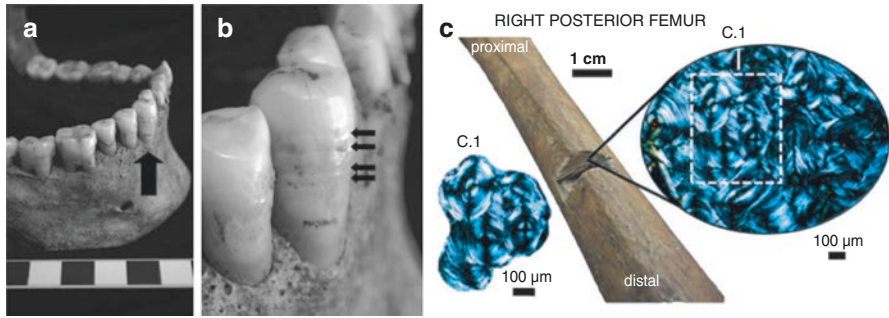 a
b
c
RIGHT POSTERIOR FEMUR
proximal
1 cm
C.1
C.1
100 µm
distal
100 µm